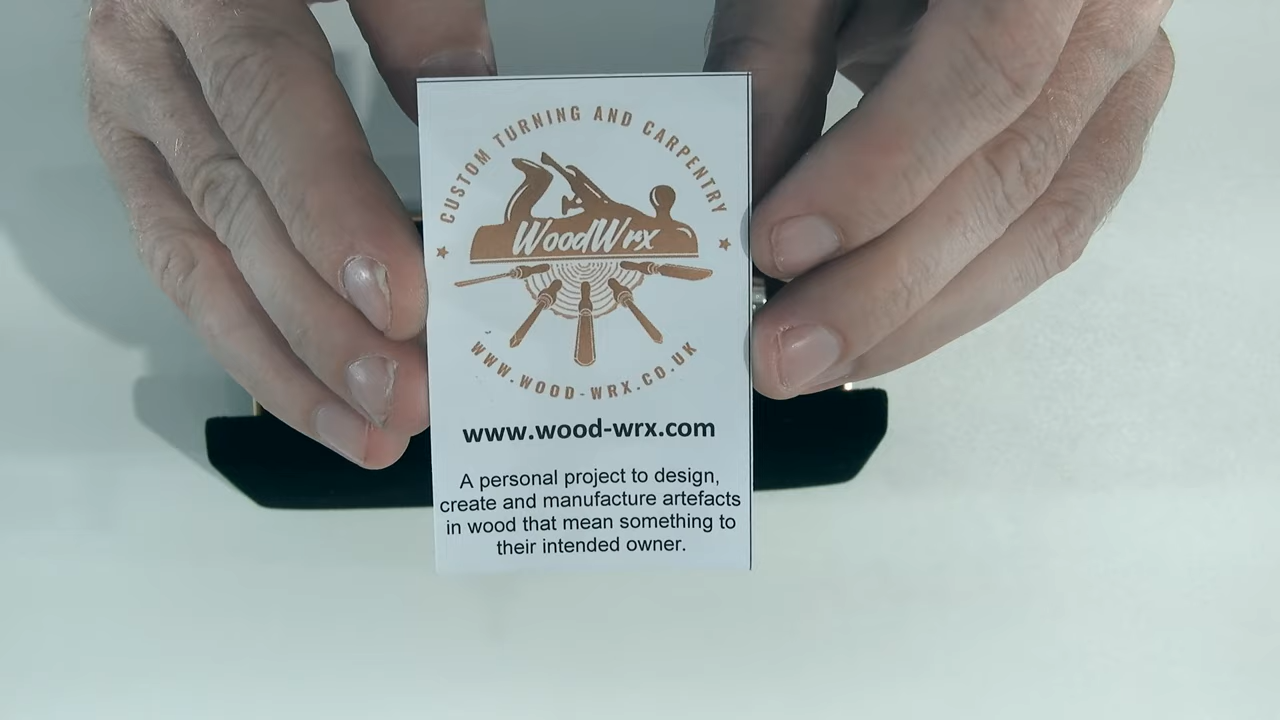 CUSTOM TURNING AND CARPENTRY
WoodWrx
WWW.WOOD-WRX.CO.UK
www.wood-wrx.com
A personal project to design,
create and manufacture artefacts
in wood that mean something to
their intended owner.